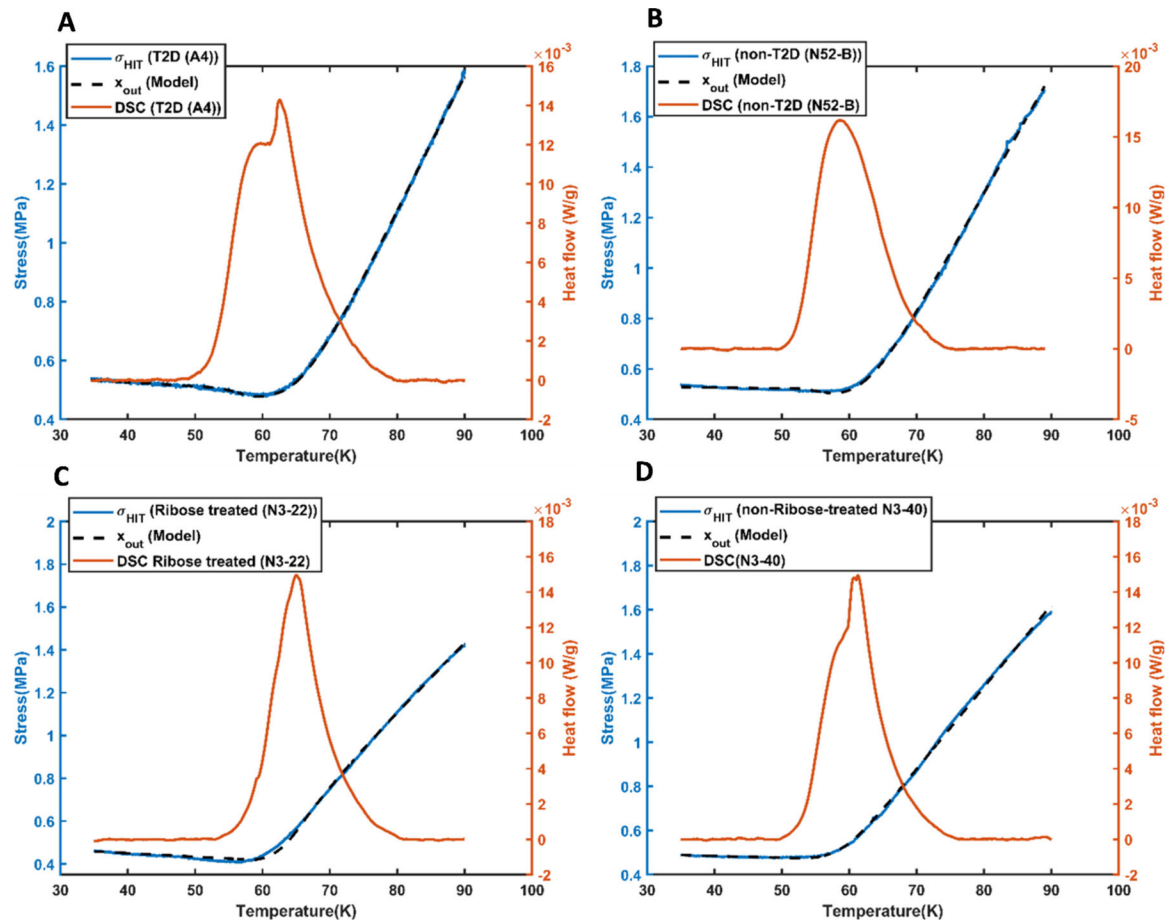 A
σHIT (T2D (A4))
xout (Model)
DSC (T2D (A4))
×10-3
1.6
1.4
1.2
1
0.8
0.6
0.4
Stress(MPa)
16
14
12
10
8
6
4
2
0
-2
Heat flow (W/g)
30 40 50 60 70 80 90 100
Temperature(K)
B
σHIT (non-T2D (N52-B))
xout (Model)
DSC (non-T2D (N52-B)
×10-3
1.8
1.6
1.4
1.2
1
0.8
0.6
0.4
Stress(MPa)
20
15
10
5
0
-5
Heat flow (W/g)
30 40 50 60 70 80 90 100
Temperature(K)
C
σHIT (Ribose treated (N3-22))
xout (Model)
DSC Ribose treated (N3-22)
×10-3
2
1.8
1.6
1.4
1.2
1
0.8
0.6
0.4
Stress(MPa)
18
16
14
12
10
8
6
4
2
0
-2
Heat flow (W/g)
30 40 50 60 70 80 90 100
Temperature(K)
D
σHIT (non-Ribose-treated N3-40)
xout (Model)
DSC(N3-40)
×10-3
2
1.8
1.6
1.4
1.2
1
0.8
0.6
0.4
Stress(MPa)
18
16
14
12
10
8
6
4
2
0
-2
Heat flow (W/g)
30 40 50 60 70 80 90 100
Temperature(K)